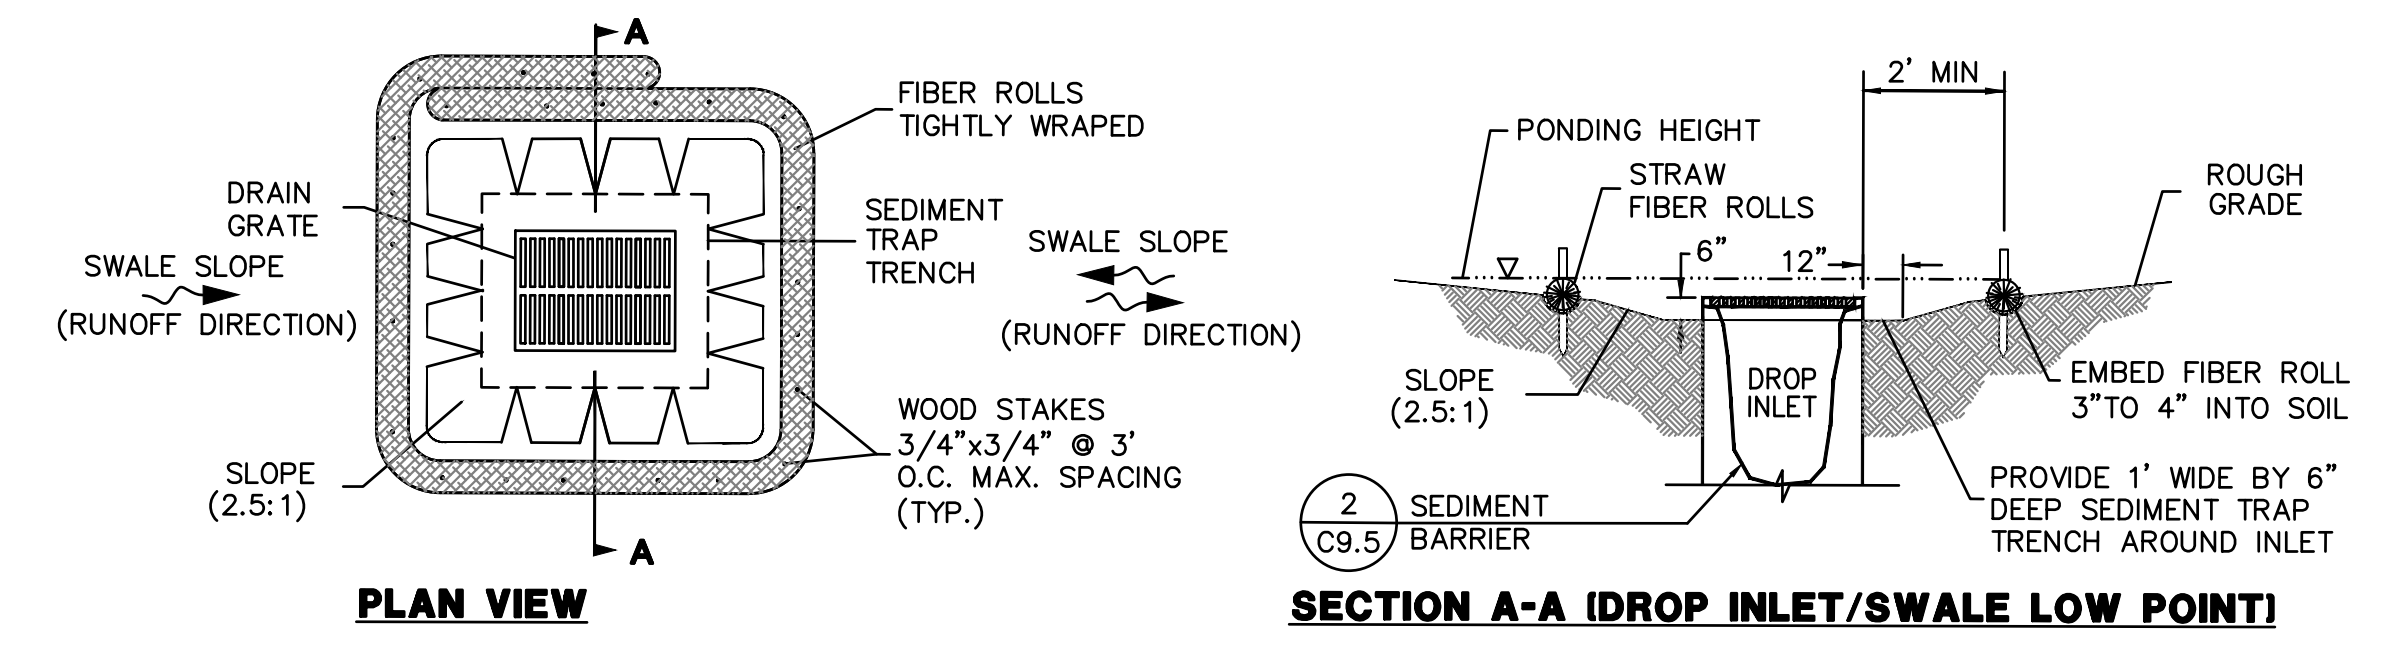 A
FIBER ROLLS
TIGHTLY WRAPED
DRAIN
GRATE
SEDIMENT
TRAP
TRENCH
SWALE SLOPE
(RUNOFF DIRECTION)
SWALE SLOPE
(RUNOFF DIRECTION)
WOOD STAKES
3/4"x3/4" @ 3'
O.C. MAX. SPACING
(TYP.)
SLOPE
(2.5:1)
A
PLAN VIEW
2' MIN
PONDING HEIGHT
STRAW
FIBER ROLLS
ROUGH
GRADE
6"
12"
SLOPE
(2.5:1)
DROP
INLET
EMBED FIBER ROLL
3"TO 4" INTO SOIL
PROVIDE 1' WIDE BY 6"
DEEP SEDIMENT TRAP
TRENCH AROUND INLET
2
C9.5
SEDIMENT
BARRIER
SECTION A-A (DROP INLET/SWALE LOW POINT)